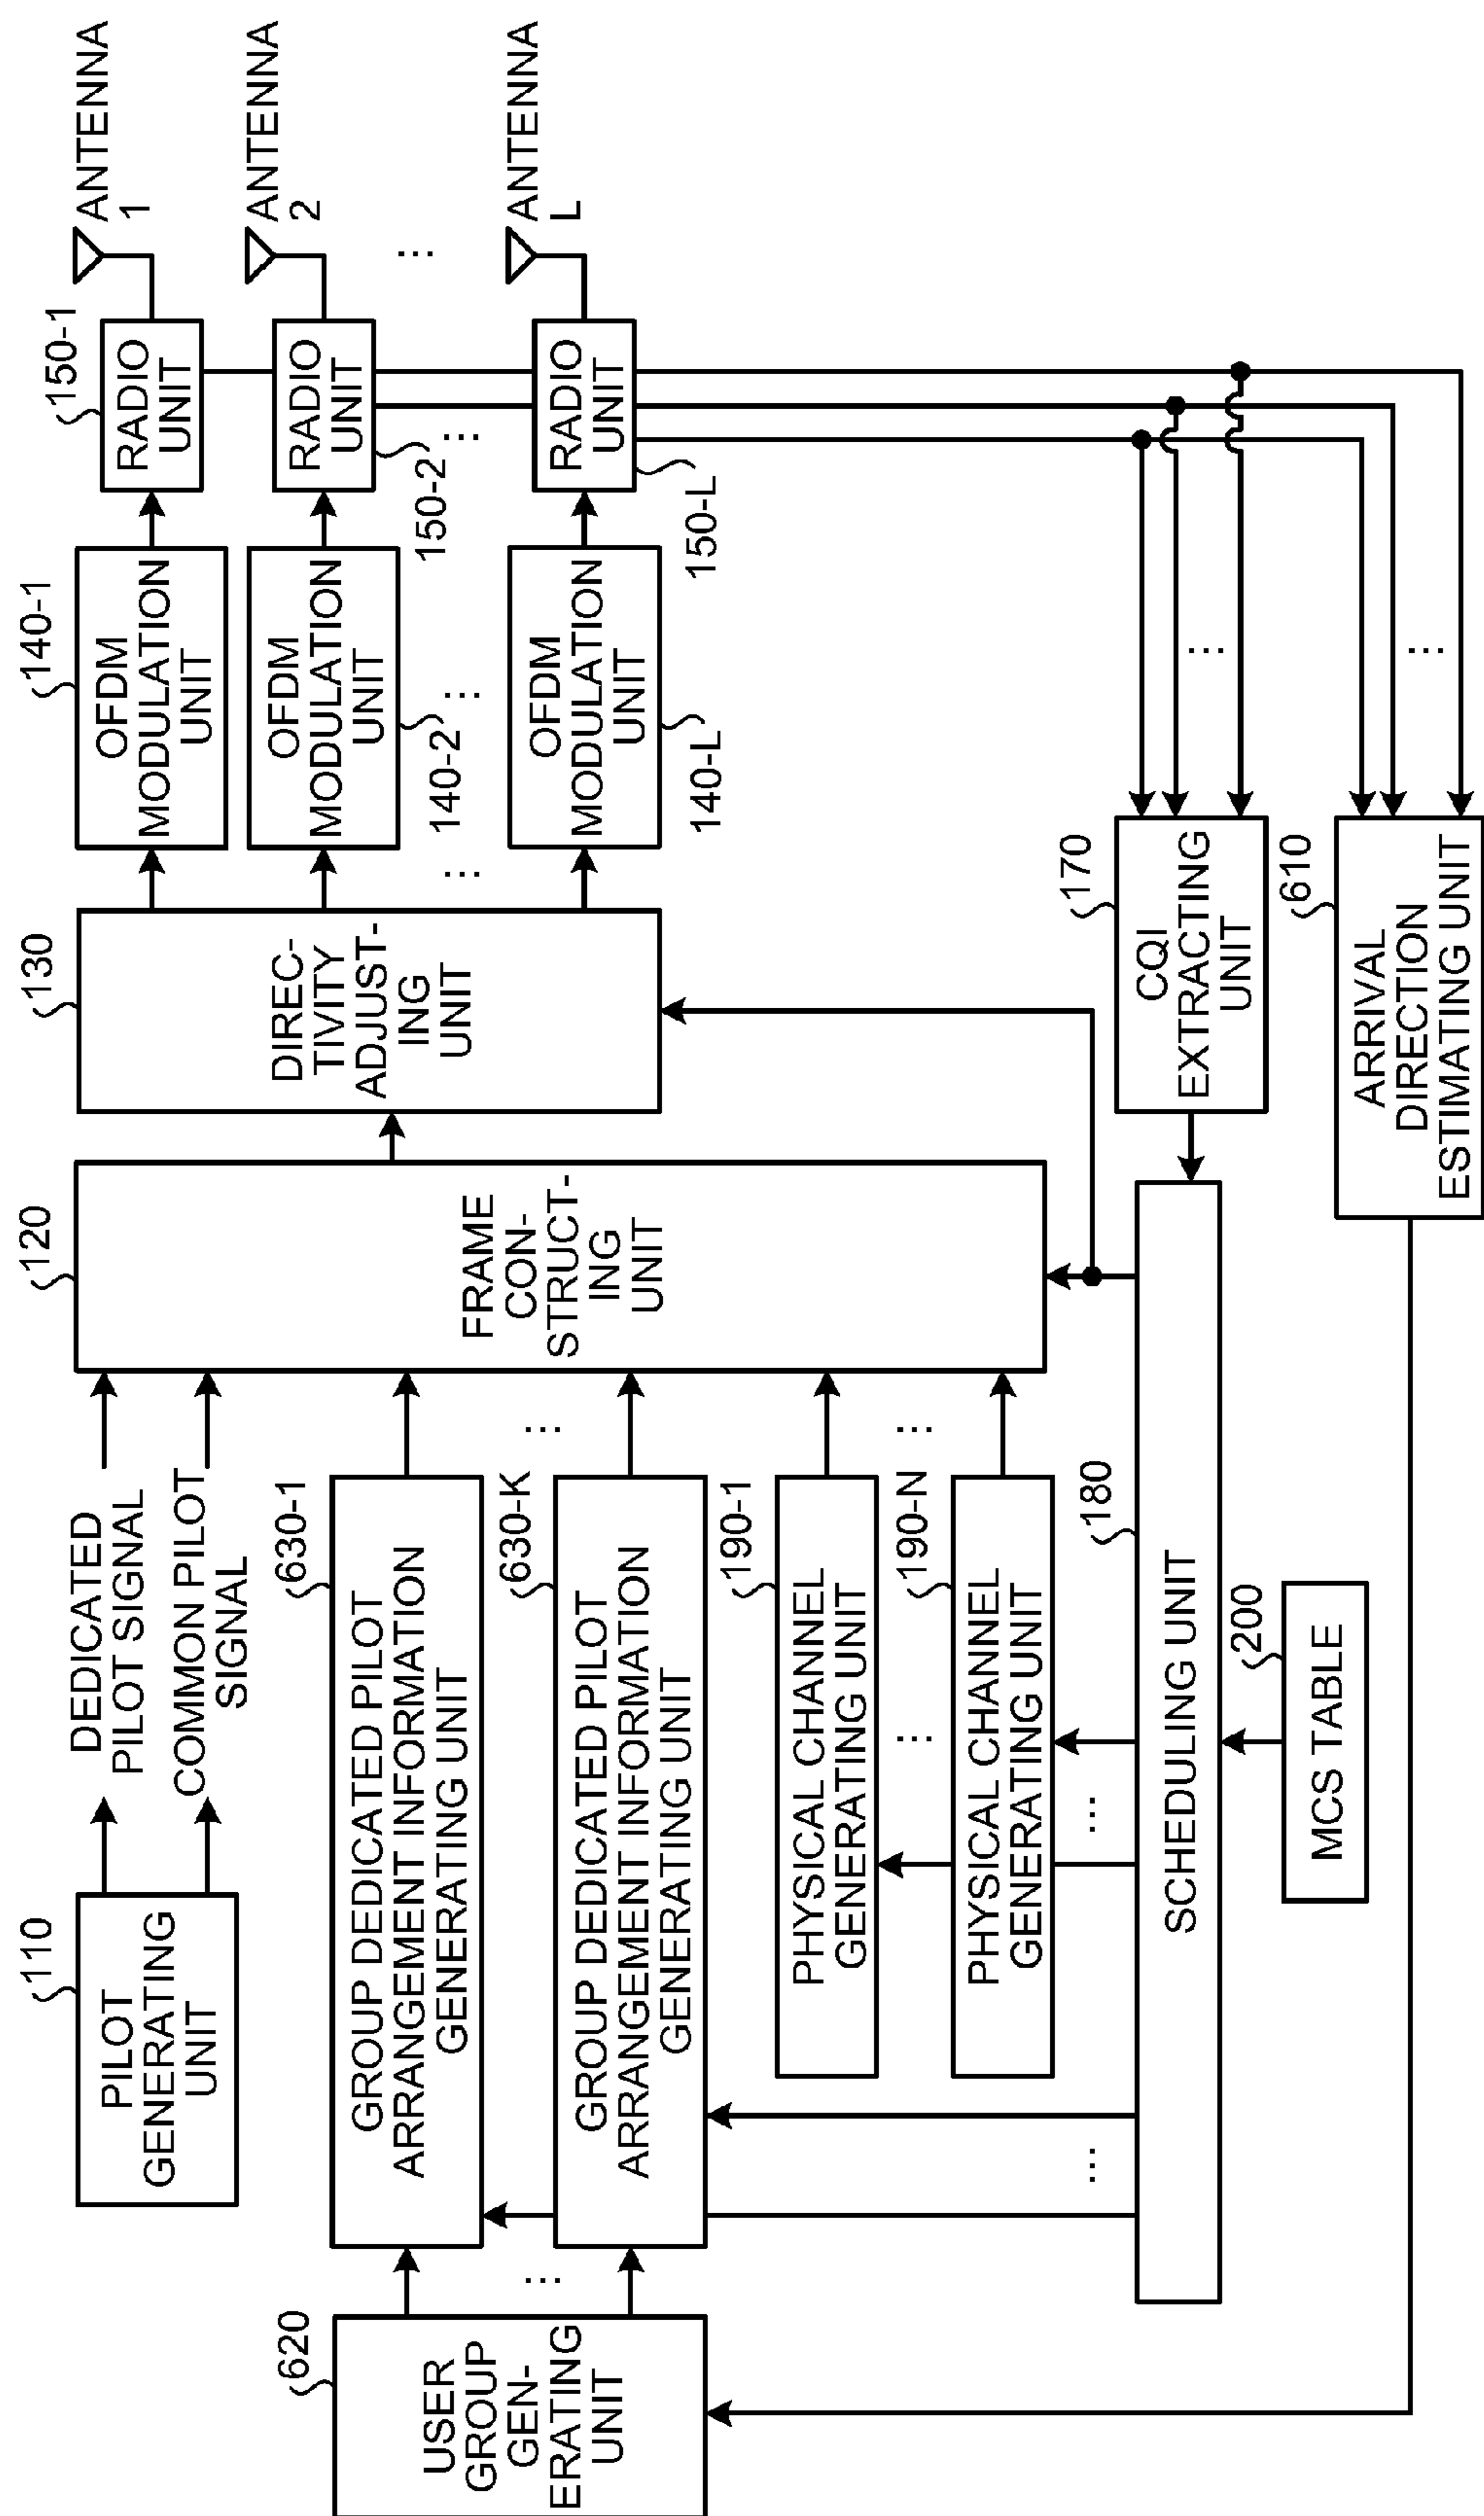 110
PILOT
GENERATING
UNIT
DEDICATED
PILOT SIGNAL
COMMON PILOT
SIGNAL
620
USER
GROUP
GEN-
ERATING
UNIT
...
630-1
GROUP DEDICATED PILOT
ARRANGEMENT INFORMATION
GENERATING UNIT
...
630-K
GROUP DEDICATED PILOT
ARRANGEMENT INFORMATION
GENERATING UNIT
190-1
PHYSICAL CHANNEL
GENERATING UNIT
...
...
190-N
PHYSICAL CHANNEL
GENERATING UNIT
...
...
180
SCHEDULING UNIT
200
MCS TABLE
120
FRAME
CON-
STRUCT-
ING
UNIT
130
DIREC-
TIVITY
ADJUST-
ING
UNIT
140-1
OFDM
MODULATION
UNIT
OFDM
MODULATION
UNIT
140-2
...
...
OFDM
MODULATION
UNIT
140-L
150-1
RADIO
UNIT
RADIO
UNIT
150-2
...
RADIO
UNIT
150-L
ANTENNA
1
ANTENNA
2
...
ANTENNA
L
170
CQI
EXTRACTING
UNIT
...
610
ARRIVAL
DIRECTION
ESTIMATING UNIT
...